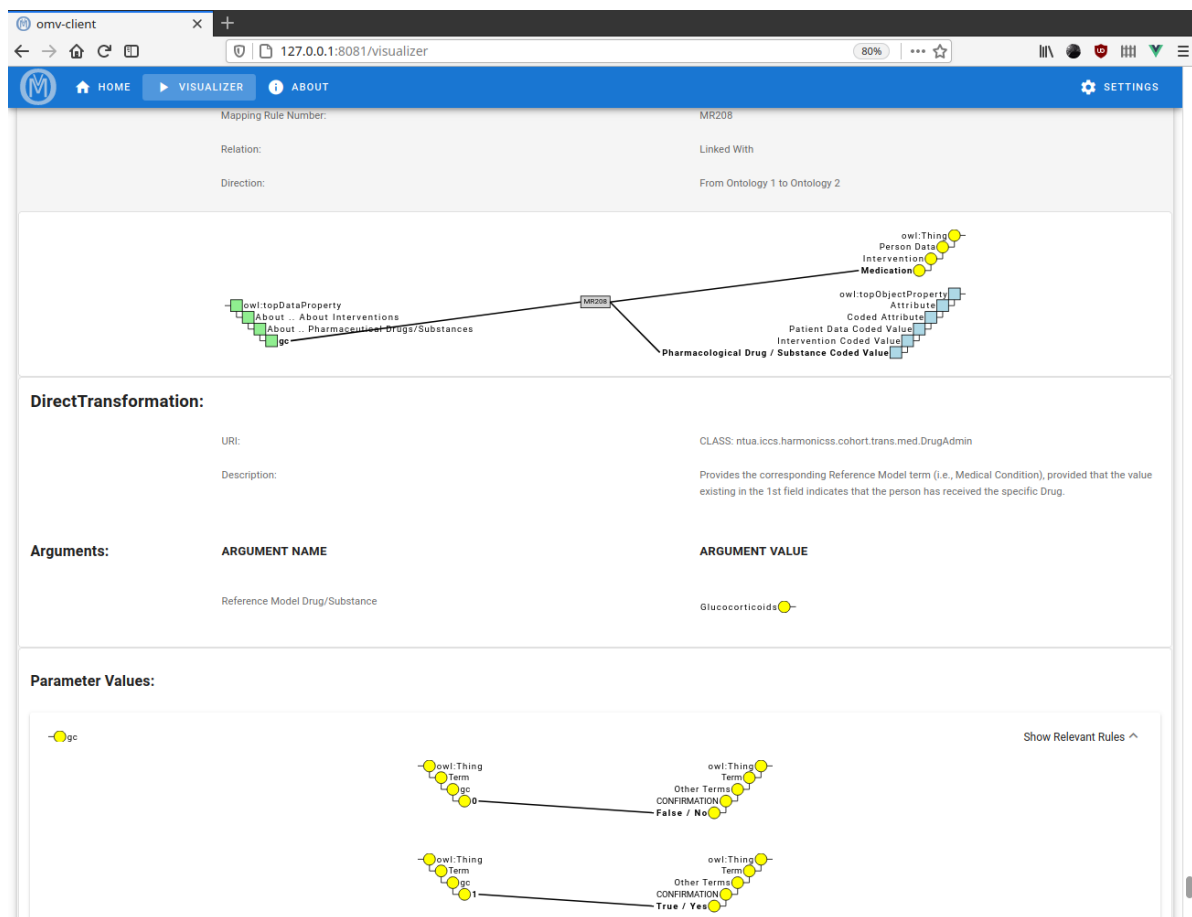 omv-client
127.0.0.1:8081/visualizer
80%
HOME
VISUALIZER
ABOUT
SETTINGS
Mapping Rule Number:
MR208
Relation:
Linked With
Direction:
From Ontology 1 to Ontology 2
owl:Thing
Person Data
Intervention
Medication
owl:topDataProperty
About .. About Interventions
About .. Pharmaceutical Drugs/Substances
gc
MR208
owl:topObjectProperty
Attribute
Coded Attribute
Patient Data Coded Value
Intervention Coded Value
Pharmacological Drug / Substance Coded Value
DirectTransformation:
URI:
CLASS: ntua.iccs.harmonicss.cohort.trans.med.DrugAdmin
Description:
Provides the corresponding Reference Model term (i.e., Medical Condition), provided that the value
existing in the 1st field indicates that the person has received the specific Drug.
Arguments:
ARGUMENT NAME
ARGUMENT VALUE
Reference Model Drug/Substance
Glucocorticoids
Parameter Values:
gc
Show Relevant Rules
owl:Thing
Term
gc
0
owl:Thing
Term
Other Terms
CONFIRMATION
False / No
owl:Thing
Term
gc
1
owl:Thing
Term
Other Terms
CONFIRMATION
True / Yes